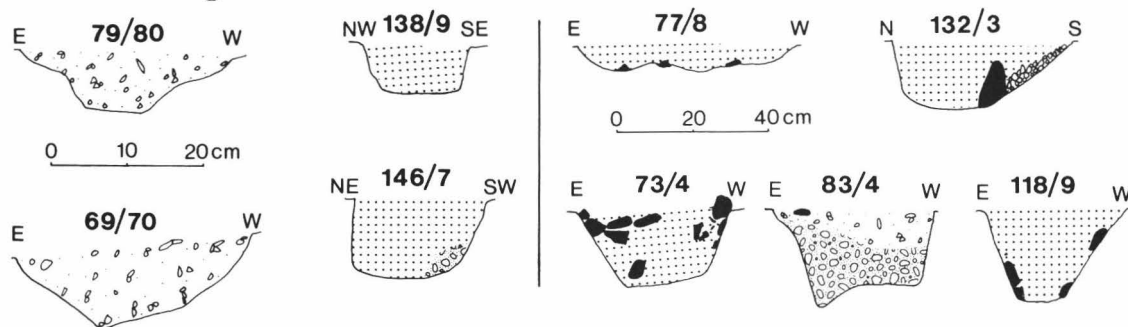 E 79/80 W
NW 138/9 SE
E 77/8 W
N 132/3 S
0 10 20 cm
0 20 40 cm
E 69/70 W
NE 146/7 SW
E 73/4 W
E 83/4 W
E 118/9 W